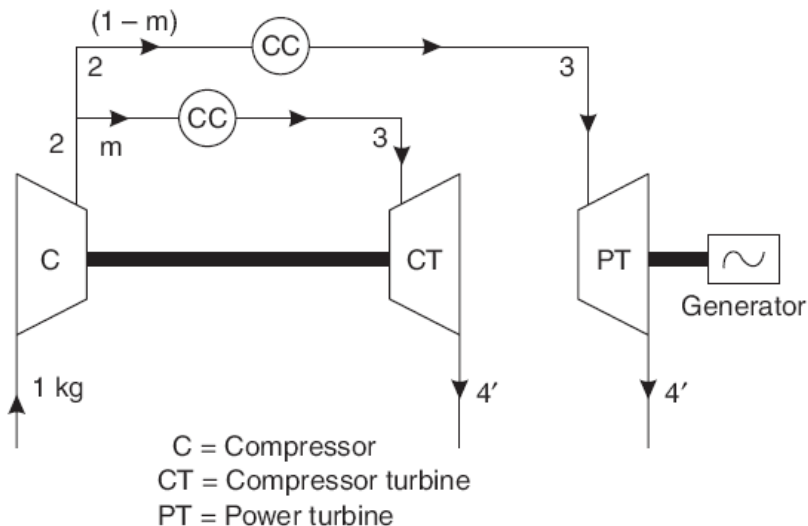 (1 – m)
CC
2
3
CC
2
m
3
C
CT
PT
Generator
1 kg
4′
4′
C = Compressor
CT = Compressor turbine
PT = Power turbine